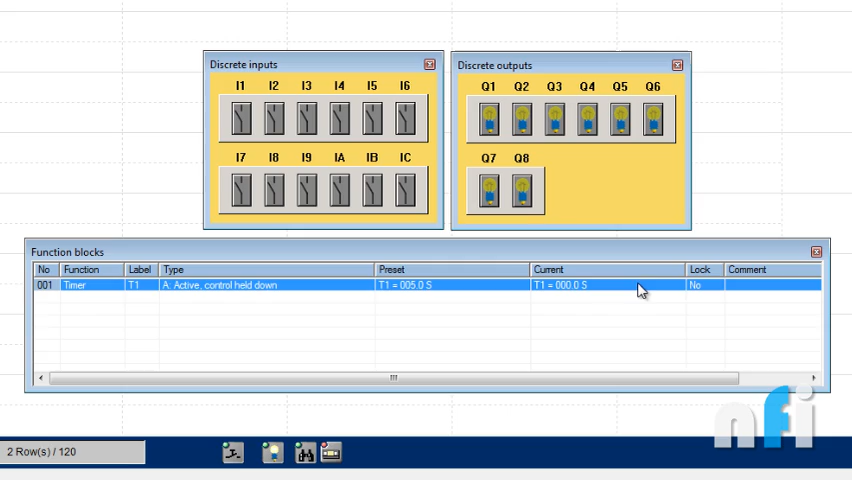 Discrete inputs
I1 I2 I3 I4 I5 I6
I7 I8 I9 IA IB IC
Discrete outputs
Q1 Q2 Q3 Q4 Q5 Q6
Q7 Q8
Function blocks
No Function Label Type Preset Current Lock Comment
001 Timer T1 A: Active, control held down T1 = 005.0 S T1 = 000.0 S No
nfi
2 Row(s) / 120